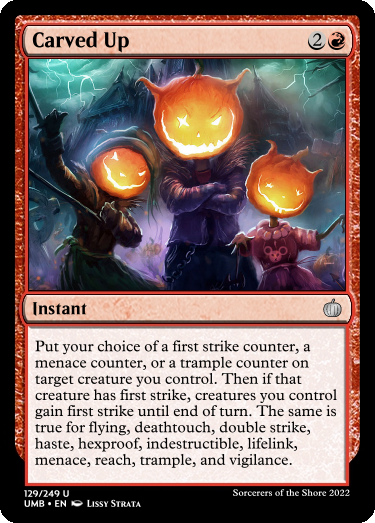 Carved Up 2
Instant
Put your choice of a first strike counter, a
menace counter, or a trample counter on
target creature you control. Then if that
creature has first strike, creatures you control
gain first strike until end of turn. The same is
true for flying, deathtouch, double strike,
haste, hexproof, indestructible, lifelink,
menace, reach, trample, and vigilance.
129/249 U
UMB • EN Lissy Strata
Sorcerers of the Shore 2022